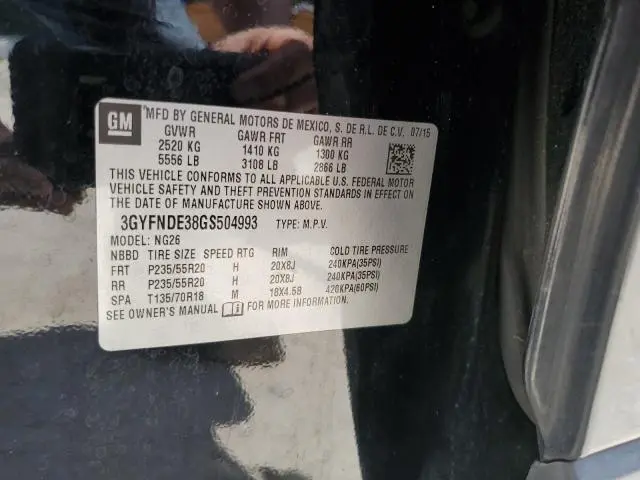 GM
MFD BY GENERAL MOTORS DE MEXICO, S. DE R.L. DE C.V. 07/15
GVWR GAWR FRT GAWR RR
2520 KG 1410 KG 1300 KG
5556 LB 3108 LB 2866 LB
THIS VEHICLE CONFORMS TO ALL APPLICABLE U.S. FEDERAL MOTOR
VEHICLE SAFETY AND THEFT PREVENTION STANDARDS IN EFFECT ON
THE DATE OF MANUFACTURE SHOWN ABOVE.
3GYFNDE38GS504993 TYPE: M.P.V.
MODEL: NG26
NBBD TIRE SIZE SPEED RTG RIM COLD TIRE PRESSURE
FRT P235/55R20 H 20X8J 240KPA(35PSI)
RR P235/55R20 H 20X8J 240KPA(35PSI)
SPA T135/70R18 M 18X4.5B 420KPA(60PSI)
SEE OWNER'S MANUAL FOR MORE INFORMATION.